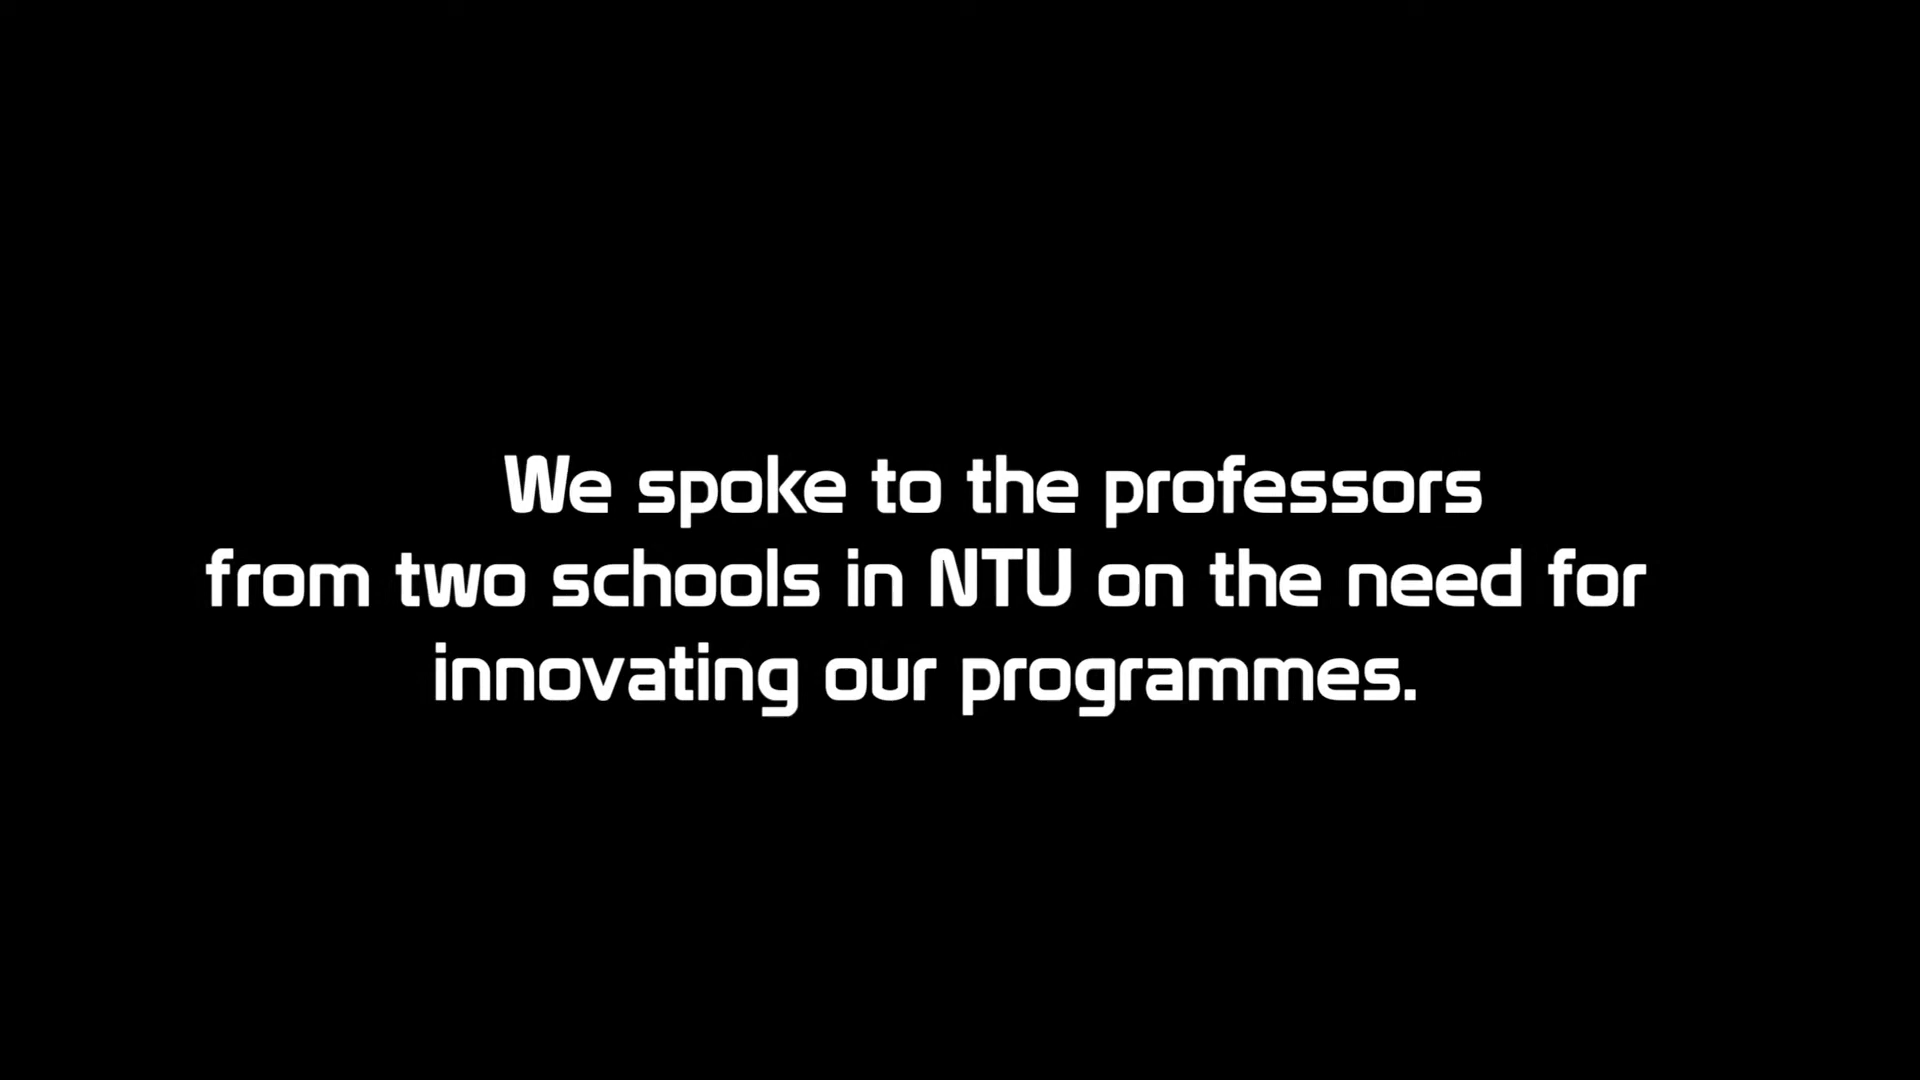 We spoke to the professors
from two schools in NTU on the need for
innovating our programmes.